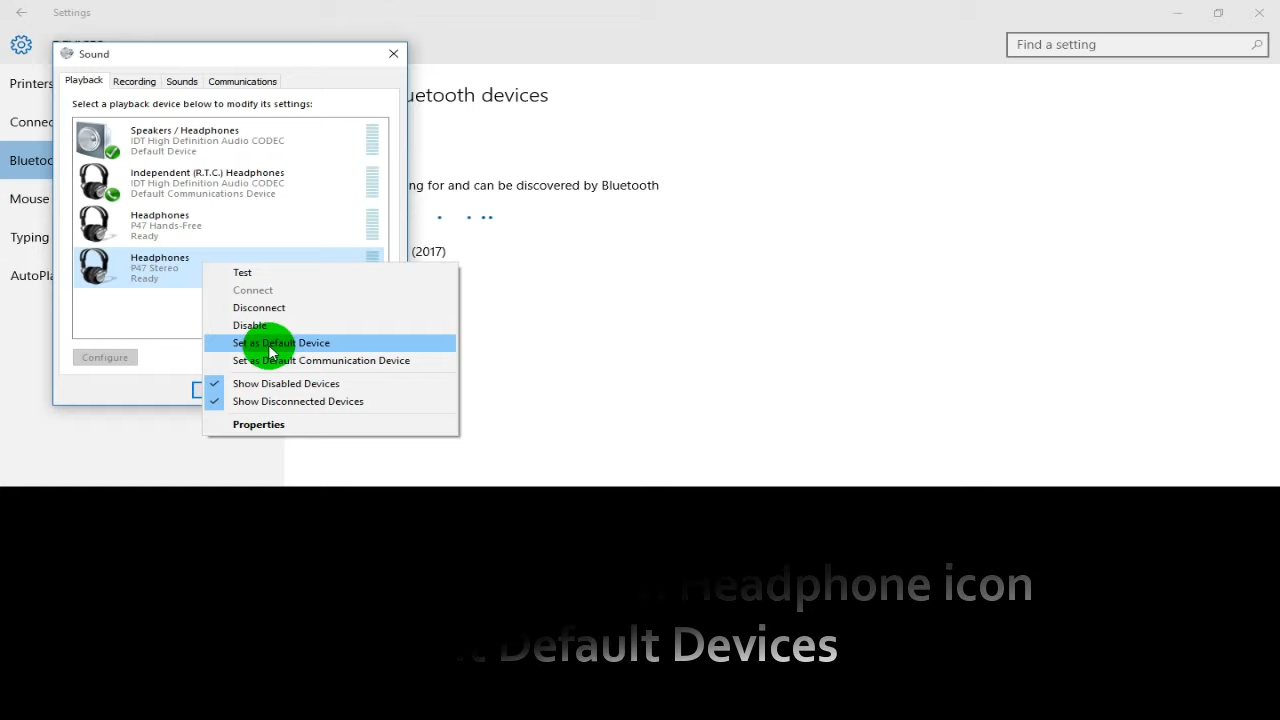 Settings
Find a setting
Sound
Playback
Recording
Sounds
Communications
Select a playback device below to modify its settings:
Speakers / Headphones
IDT High Definition Audio CODEC
Default Device
Independent (R.T.C.) Headphones
IDT High Definition Audio CODEC
Default Communications Device
Headphones
P47 Hands-Free
Ready
Headphones
P47 Stereo
Ready
Configure
Test
Connect
Disconnect
Disable
Set as Default Device
Set as Default Communication Device
Show Disabled Devices
Show Disconnected Devices
Properties
Printers
Connec
Bluetoo
Mouse
Typing
AutoPla
uetooth devices
ng for and can be discovered by Bluetooth
(2017)
Headphone icon
Default Devices